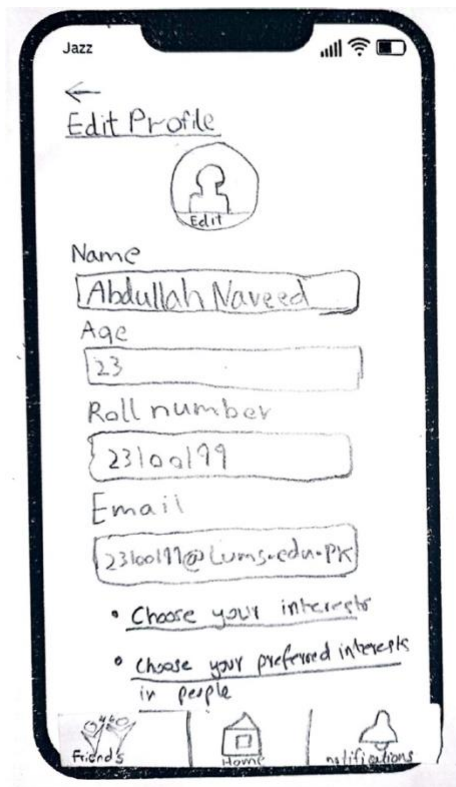 Jazz
Edit Profile
Edit
Name
Abdullah Naveed
Age
23
Roll number
23100199
Email
23100199@lums.edu.pk
• Choose your interests
• Choose your preferred interests
in people
Friends
Home
notifications